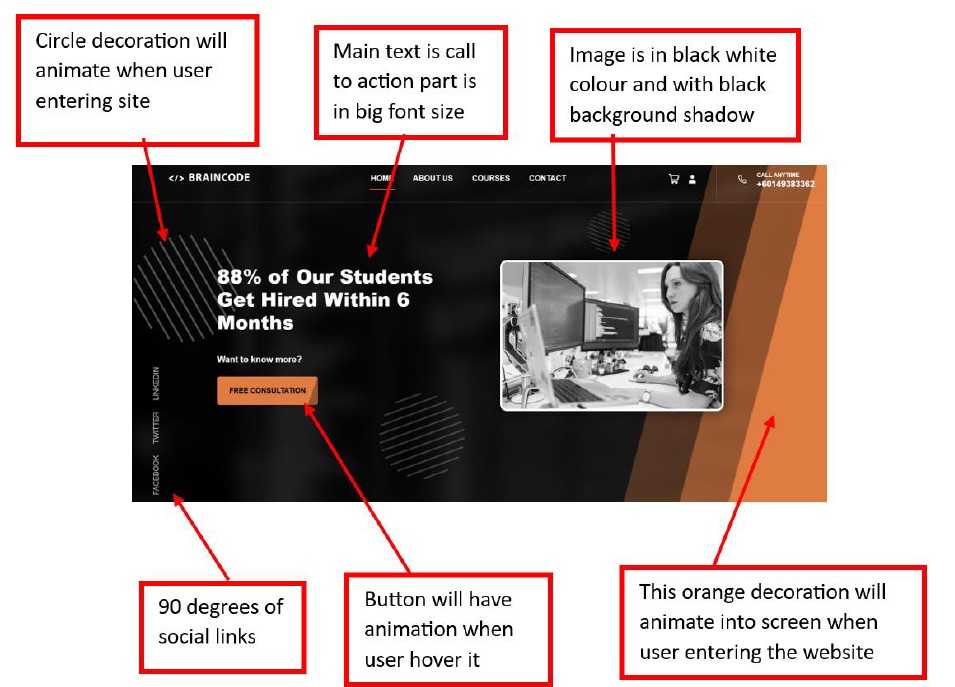 Circle decoration will
animate when user
entering site
Main text is call
to action part is
in big font size
Image is in black white
colour and with black
background shadow
</> BRAINCODE
HOME
ABOUT US
COURSES
CONTACT
CALL ANYTIME
+60149383362
88% of Our Students
Get Hired Within 6
Months
Want to know more?
FREE CONSULTATION
LINKEDIN
TWITTER
FACEBOOK
90 degrees of
social links
Button will have
animation when
user hover it
This orange decoration will
animate into screen when
user entering the website